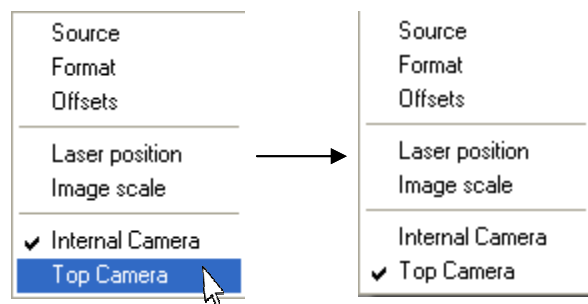 Source
Format
Offsets
Laser position
Image scale
Internal Camera
Top Camera
Source
Format
Offsets
Laser position
Image scale
Internal Camera
Top Camera